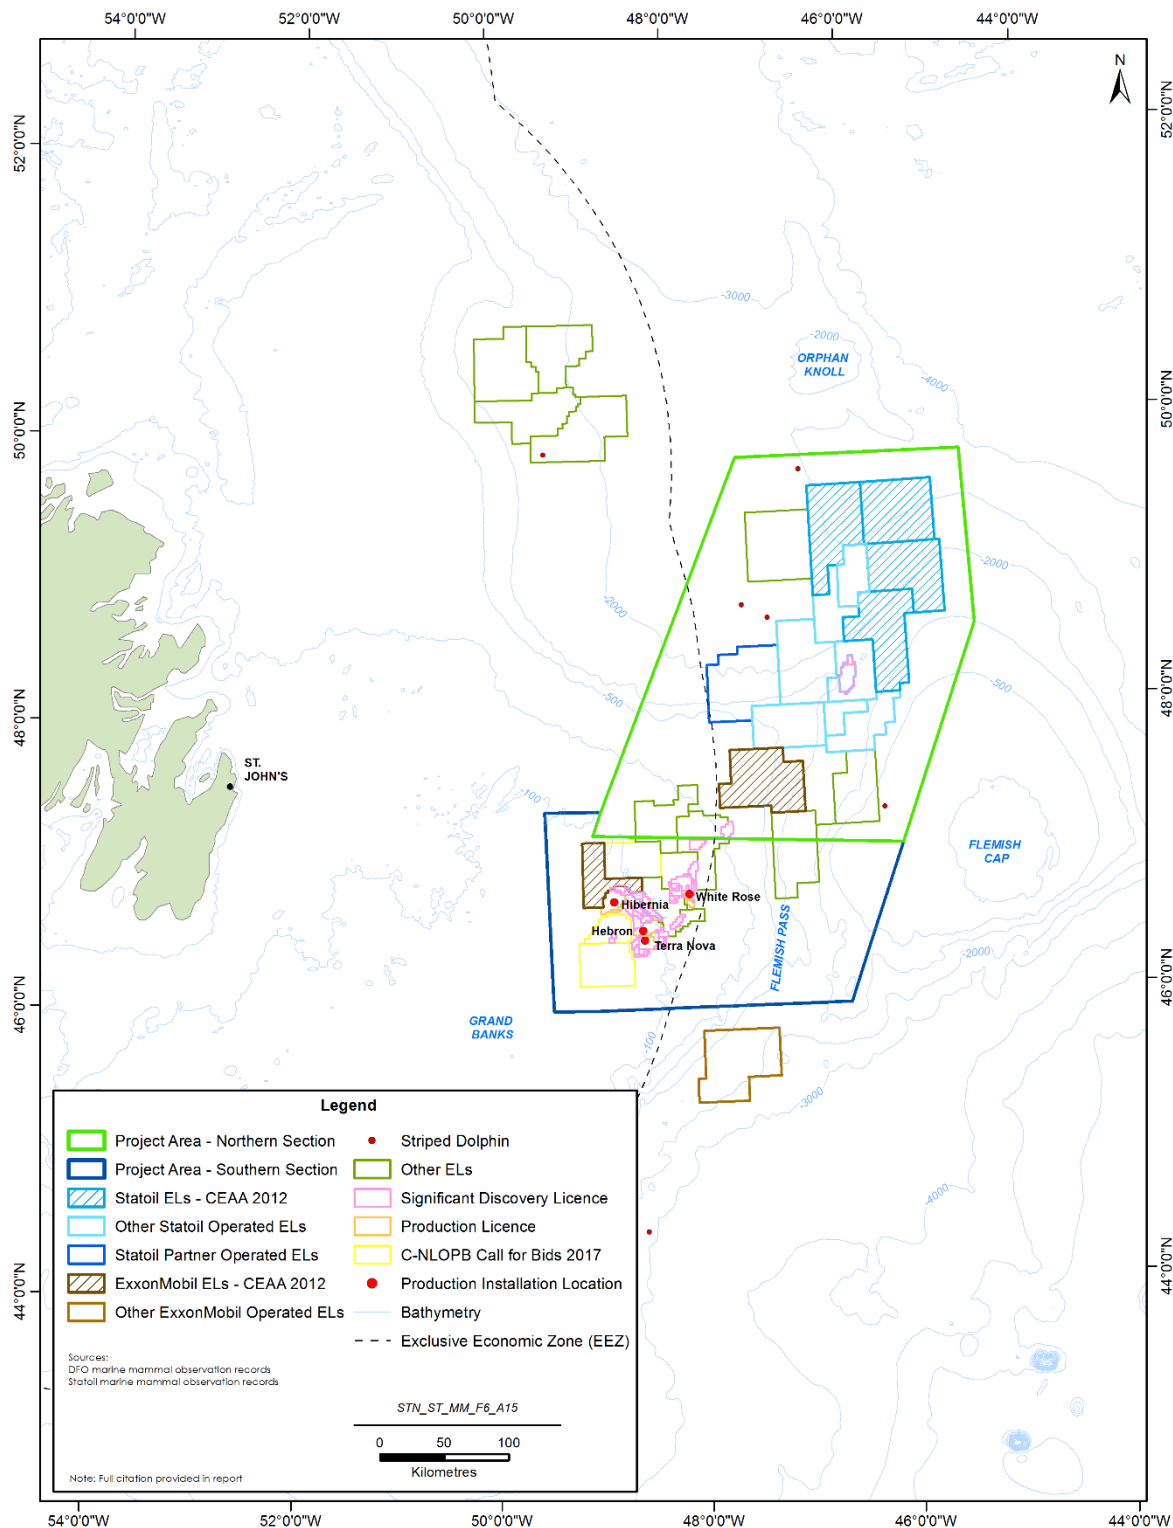 54°0'0"W 52°0'0"W 50°0'0"W 48°0'0"W 46°0'0"W 44°0'0"W
N
52°0'0"N
52°0'0"N
-3000
-2000
ORPHAN
KNOLL
-4000
50°0'0"N
50°0'0"N
-2000
-2000
-500
48°0'0"N
-500
48°0'0"N
ST.
JOHN'S
-100
FLEMISH
CAP
White Rose
Hibernia
Hebron
Terra Nova
FLEMISH PASS
-2000
46°0'0"N
46°0'0"N
GRAND
BANKS
-100
-3000
-4000
44°0'0"N
44°0'0"N
Legend
Project Area - Northern Section
Project Area - Southern Section
Statoil ELs - CEAA 2012
Other Statoil Operated ELs
Statoil Partner Operated ELs
ExxonMobil ELs - CEAA 2012
Other ExxonMobil Operated ELs
Striped Dolphin
Other ELs
Significant Discovery Licence
Production Licence
C-NLOPB Call for Bids 2017
Production Installation Location
Bathymetry
Exclusive Economic Zone (EEZ)
Sources:
DFO marine mammal observation records
Statoil marine mammal observation records
STN_ST_MM_F6_A15
0 50 100
Kilometres
Note: Full citation provided in report
54°0'0"W 52°0'0"W 50°0'0"W 48°0'0"W 46°0'0"W 44°0'0"W